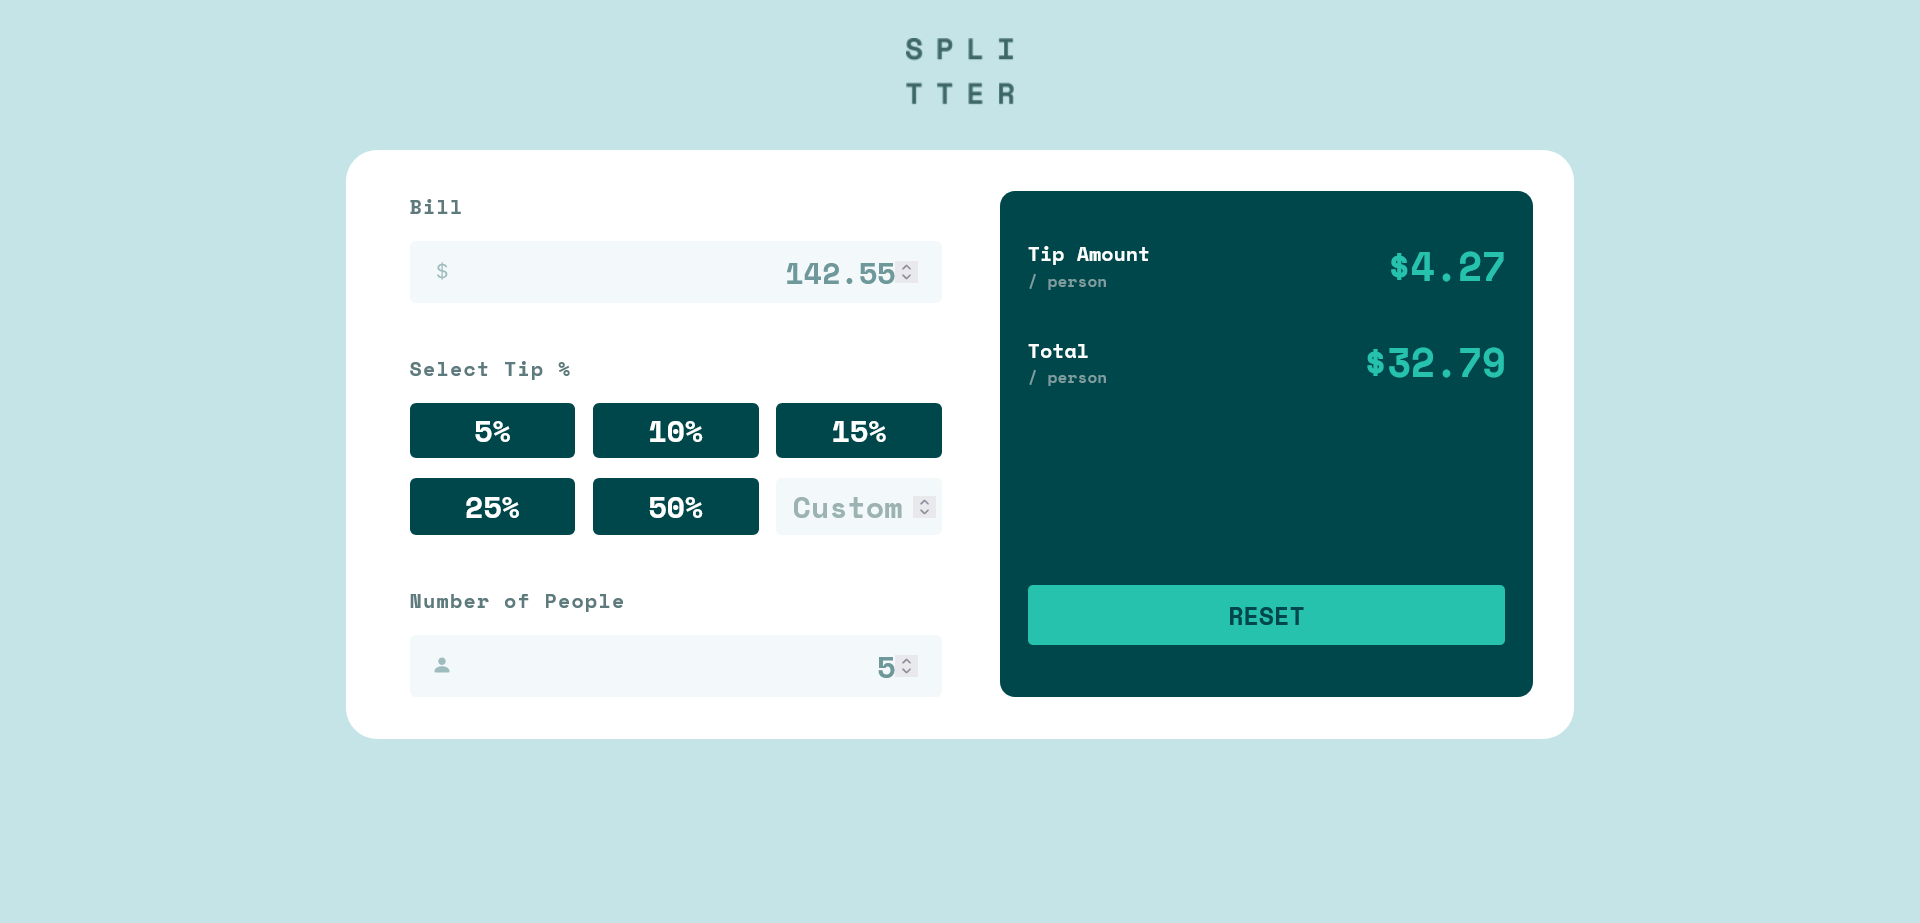 SPLI
TTER
Bill
$
142.55
Select Tip %
5%
10%
15%
25%
50%
Custom
Number of People
5
Tip Amount
/ person
$4.27
Total
/ person
$32.79
RESET